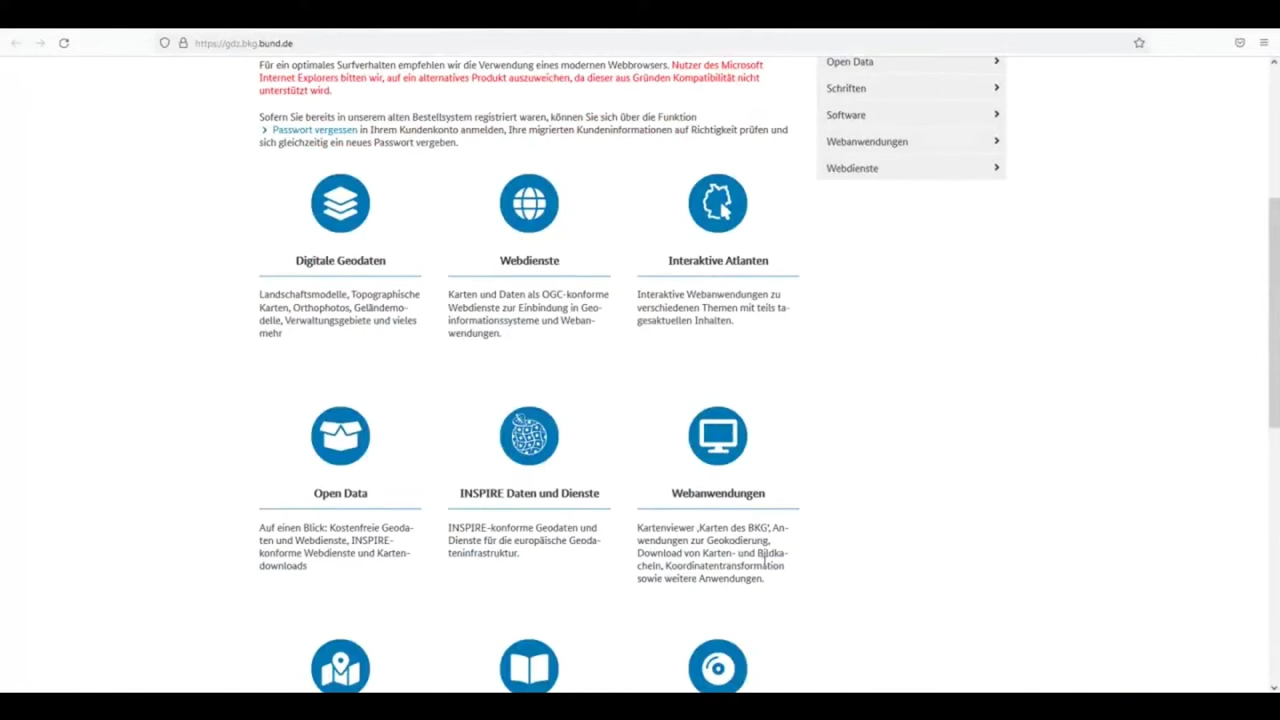 https://gdz.bkg.bund.de
Für ein optimales Surfverhalten empfehlen wir die Verwendung eines modernen Webbrowsers. Nutzer des Microsoft
Internet Explorers bitten wir, auf ein alternatives Produkt auszuweichen, da dieser aus Gründen Kompatibilität nicht
unterstützt wird.
Sofern Sie bereits in unserem alten Bestellsystem registriert waren, können Sie sich über die Funktion
Passwort vergessen in Ihrem Kundenkonto anmelden, Ihre migrierten Kundeninformationen auf Richtigkeit prüfen und
sich gleichzeitig ein neues Passwort vergeben.
Open Data
Schriften
Software
Webanwendungen
Webdienste
Digitale Geodaten
Landschaftsmodelle, Topographische
Karten, Orthophotos, Geländemo-
delle, Verwaltungsgebiete und vieles
mehr
Webdienste
Karten und Daten als OGC-konforme
Webdienste zur Einbindung in Geo-
informationssysteme und Weban-
wendungen.
Interaktive Atlanten
Interaktive Webanwendungen zu
verschiedenen Themen mit teils ta-
gesaktuellen Inhalten.
Open Data
Auf einen Blick: Kostenfreie Geoda-
ten und Webdienste, INSPIRE-
konforme Webdienste und Karten-
downloads
INSPIRE Daten und Dienste
INSPIRE-konforme Geodaten und
Dienste für die europäische Geoda-
teninfrastruktur.
Webanwendungen
Kartenviewer ‚Karten des BKG‘, An-
wendungen zur Geokodierung,
Download von Karten- und Bildka-
cheln, Koordinatentransformation
sowie weitere Anwendungen.